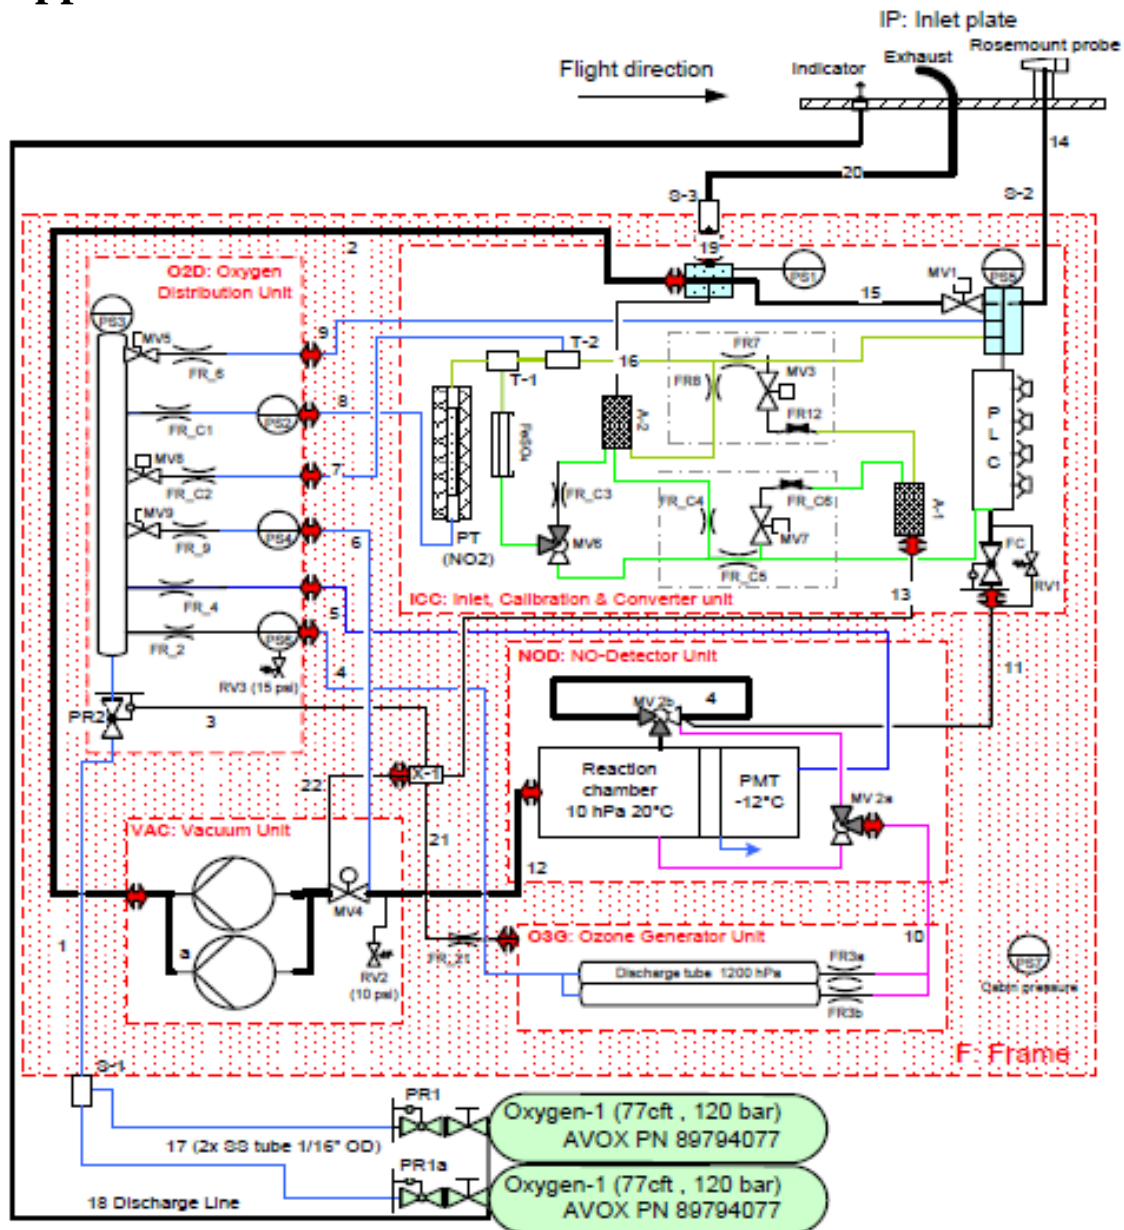 IP: Inlet plate
Rosemount probe
Exhaust
Indicator
Flight direction
14
20
S-3
S-2
2
19
O2D: Oxygen
Distribution Unit
PS1
MV1
PS5
15
PS3
MV5
9
FR_6
T-2
T-1
16
FR7
MV3
FR8
FR12
8
FR_C1
PS2
FeSO4
A-2
P
L
C
MV8
7
FR_C2
FR_C3
FR_C4
FR_C6
A-1
MV9
FR_9
PS4
6
PT
(NO2)
MV6
MV7
FR_C5
FC
RV1
FR_4
5
ICC: Inlet, Calibration & Converter unit
13
FR_2
PS6
RV3 (15 psi)
4
NOD: NO-Detector Unit
11
MV 2b
4
PR2
3
22
X-1
Reaction
chamber
10 hPa 20°C
PMT
-12°C
MV 2a
VAC: Vacuum Unit
21
12
MV4
1
a
RV2
(10 psi)
FR_21
O3G: Ozone Generator Unit
10
Discharge tube 1200 hPa
FR3a
FR3b
PS7
Cabin pressure
F: Frame
S-1
PR1
Oxygen-1 (77cft , 120 bar)
AVOX PN 89794077
17 (2x SS tube 1/16" OD)
PR1a
Oxygen-1 (77cft , 120 bar)
AVOX PN 89794077
18 Discharge Line